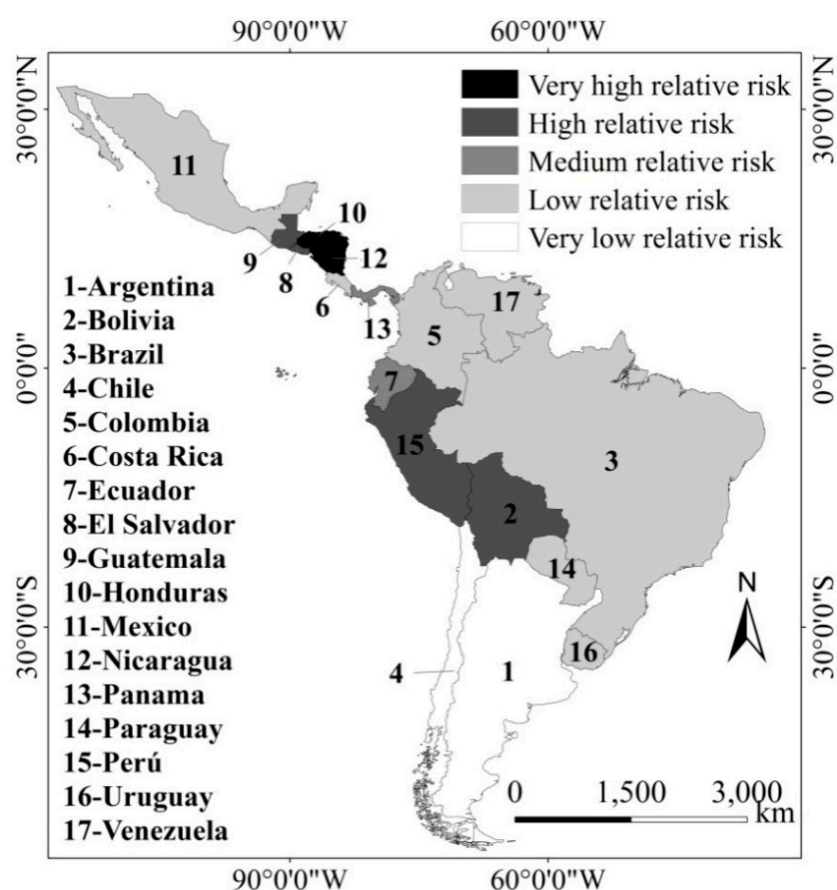 90°0'0"W 60°0'0"W
30°0'0"N
0°0'0"
30°0'0"S
30°0'0"N
0°0'0"
30°0'0"S
Very high relative risk
High relative risk
Medium relative risk
Low relative risk
Very low relative risk
11
10
9
8
12
6
13
5
17
7
15
3
2
14
16
4
1
1-Argentina
2-Bolivia
3-Brazil
4-Chile
5-Colombia
6-Costa Rica
7-Ecuador
8-El Salvador
9-Guatemala
10-Honduras
11-Mexico
12-Nicaragua
13-Panama
14-Paraguay
15-Perú
16-Uruguay
17-Venezuela
N
0 1,500 3,000
km
90°0'0"W 60°0'0"W